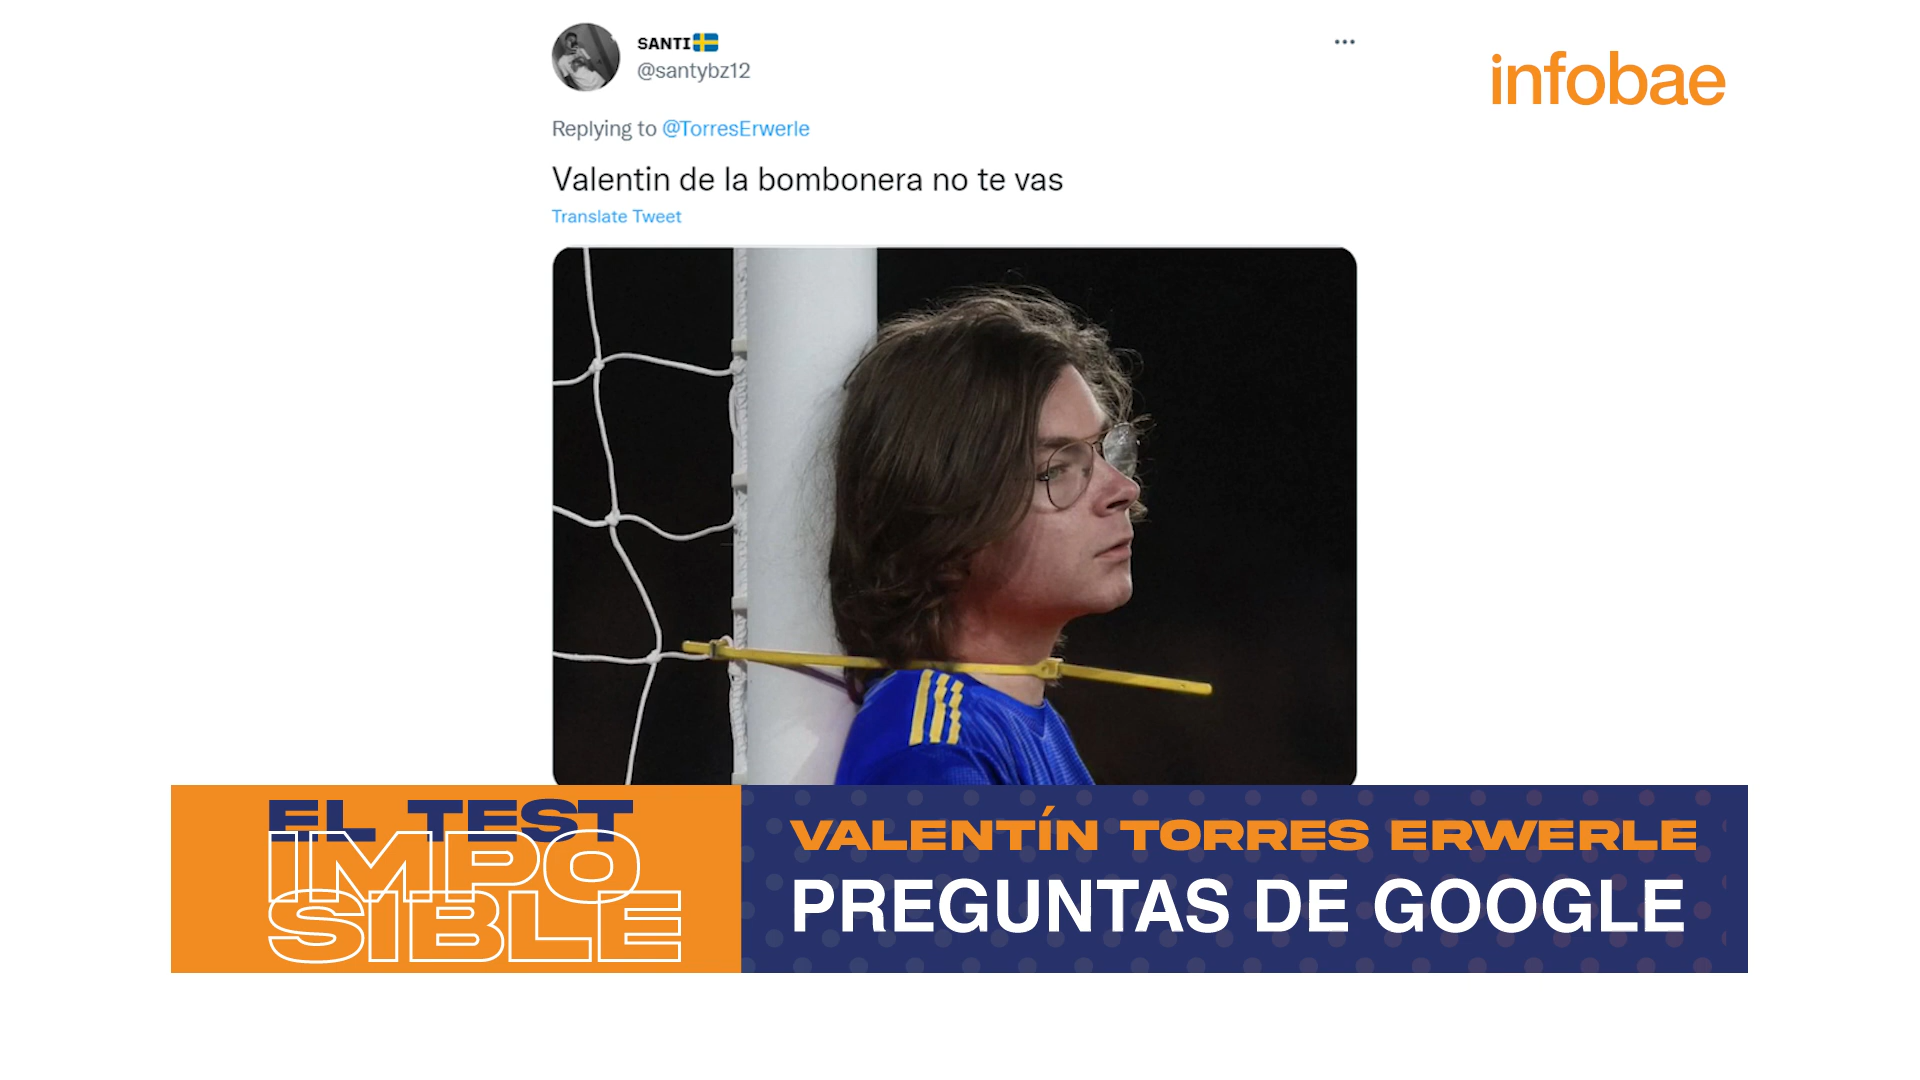 SANTI🇸🇪
@santybz12
infobae
Replying to @TorresErwerle
Valentin de la bombonera no te vas
Translate Tweet
EL TEST
IMPO
SIBLE
VALENTÍN TORRES ERWERLE
PREGUNTAS DE GOOGLE